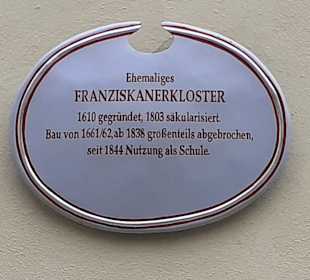 Ehemaliges
FRANZISKANERKLOSTER
1610 gegründet, 1803 säkularisiert.
Bau von 1661/62, ab 1838 großenteils abgebrochen,
seit 1844 Nutzung als Schule.